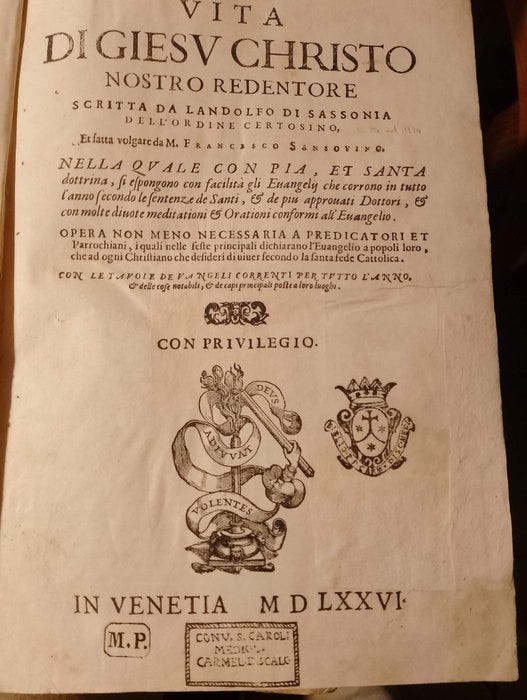 VITA
DI GIESV CHRISTO
NOSTRO REDENTORE
SCRITTA DA LANDOLFO DI SASSONIA
DELL'ORDINE CERTOSINO,
Et fatta volgare da M. FRANCESCO SANSOVINO,
NELLA QVALE CON PIA, ET SANTA
dottrina, si espongono con facilità gli Euangelij che corrono in tutto
l'anno secondo le sentenze de Santi, & de piu approuati Dottori, &
con molte diuote meditationi & Orationi conformi all'Euangelio.
OPERA NON MENO NECESSARIA A PREDICATORI ET
Parrochiani, i quali nelle feste principali dichiarano l'Euangelio a popoli loro,
che ad ogni Christiano che desideri di uiuer secondo la santa fede Cattolica.
CON LE TAVOLE DE VANGELI CORRENTI PER TVTTO L'ANNO,
& delle cose notabili, & de capi principali poste a loro luoghi.
CON PRIVILEGIO.
DEVS
IVVAT
VOLENTES
IN VENETIA M D LXXVI.
M.P.
CONV. S. CAROLI
MEDIOL.
CARMEL. DISCALC.